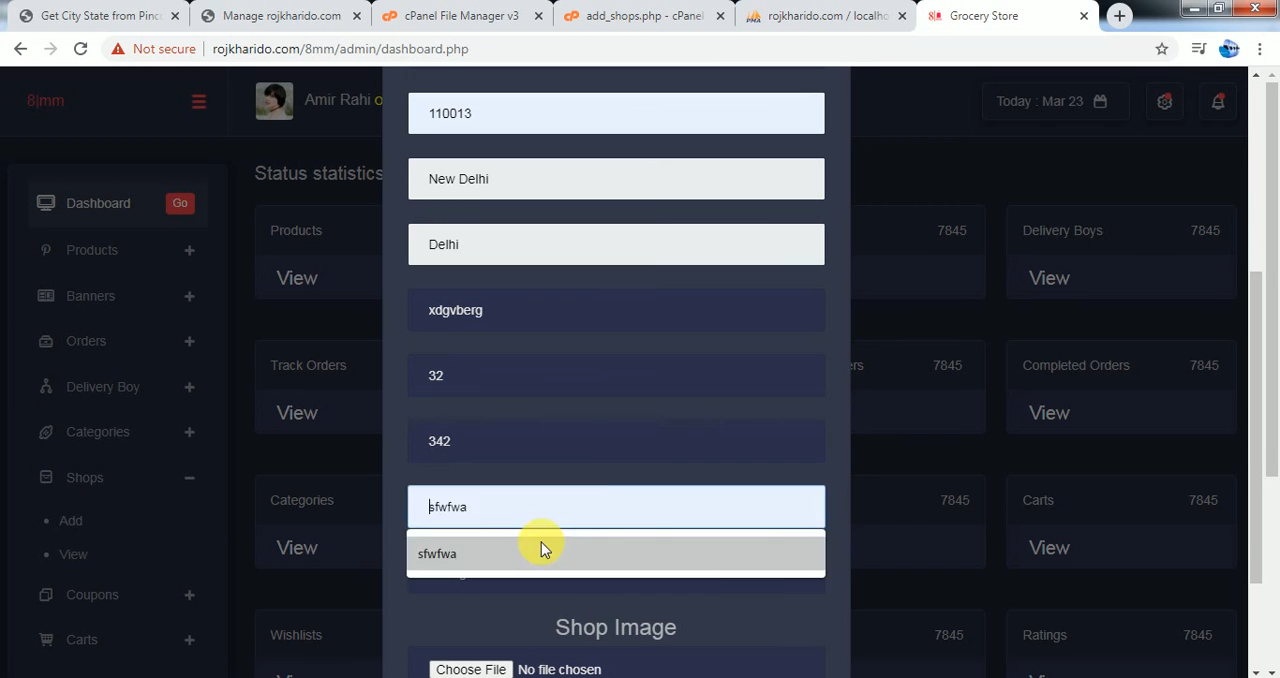 Get City State from Pinc
Manage rojkharido.com
cPanel File Manager v3
add_shops.php - cPanel
rojkharido.com / localho
Grocery Store
Not secure
rojkharido.com/8mm/admin/dashboard.php
8|mm
Amir Rahi
Today : Mar 23
110013
Status statistics
New Delhi
Dashboard Go
Products +
Banners +
Orders +
Delivery Boy +
Categories +
Shops −
Add
View
Coupons +
Carts +
Products
View
7845
Delivery Boys 7845
View
Delhi
xdgvberg
Track Orders
View
32
7845
Completed Orders 7845
View
342
Categories
View
sfwfwa
sfwfwa
7845
Carts 7845
View
Shop Image
Wishlists
7845
Ratings 7845
Choose File No file chosen